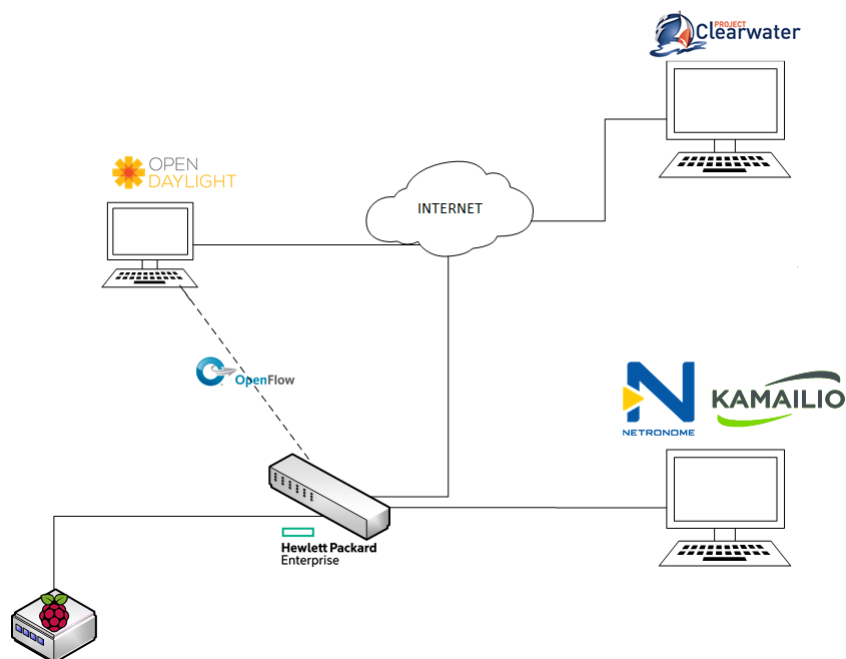 PROJECT
Clearwater
OPEN
DAYLIGHT
INTERNET
OpenFlow
NETRONOME
KAMAILIO
Hewlett Packard
Enterprise